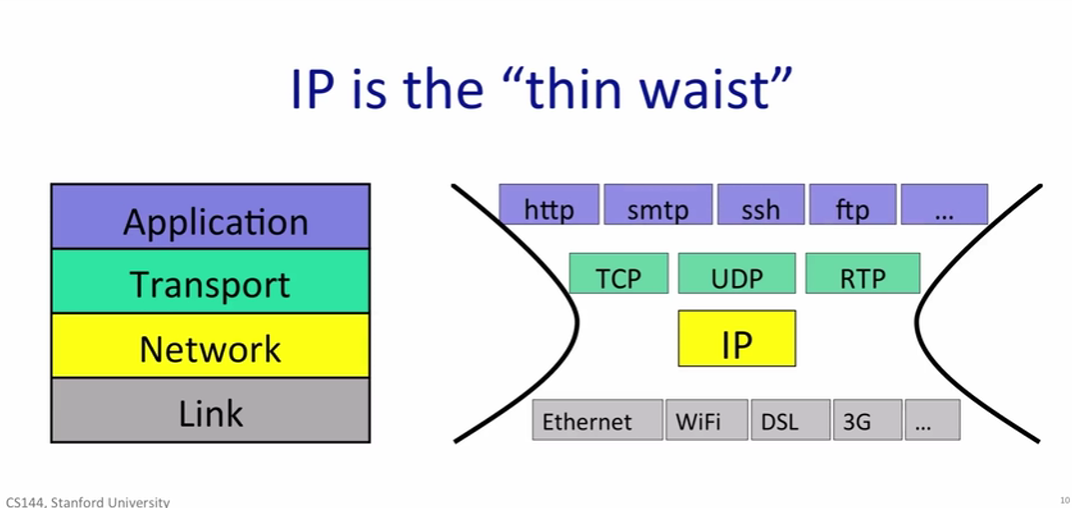 IP is the “thin waist”
Application
Transport
Network
Link
http smtp ssh ftp ...
TCP UDP RTP
IP
Ethernet WiFi DSL 3G ...
CS144, Stanford University
10